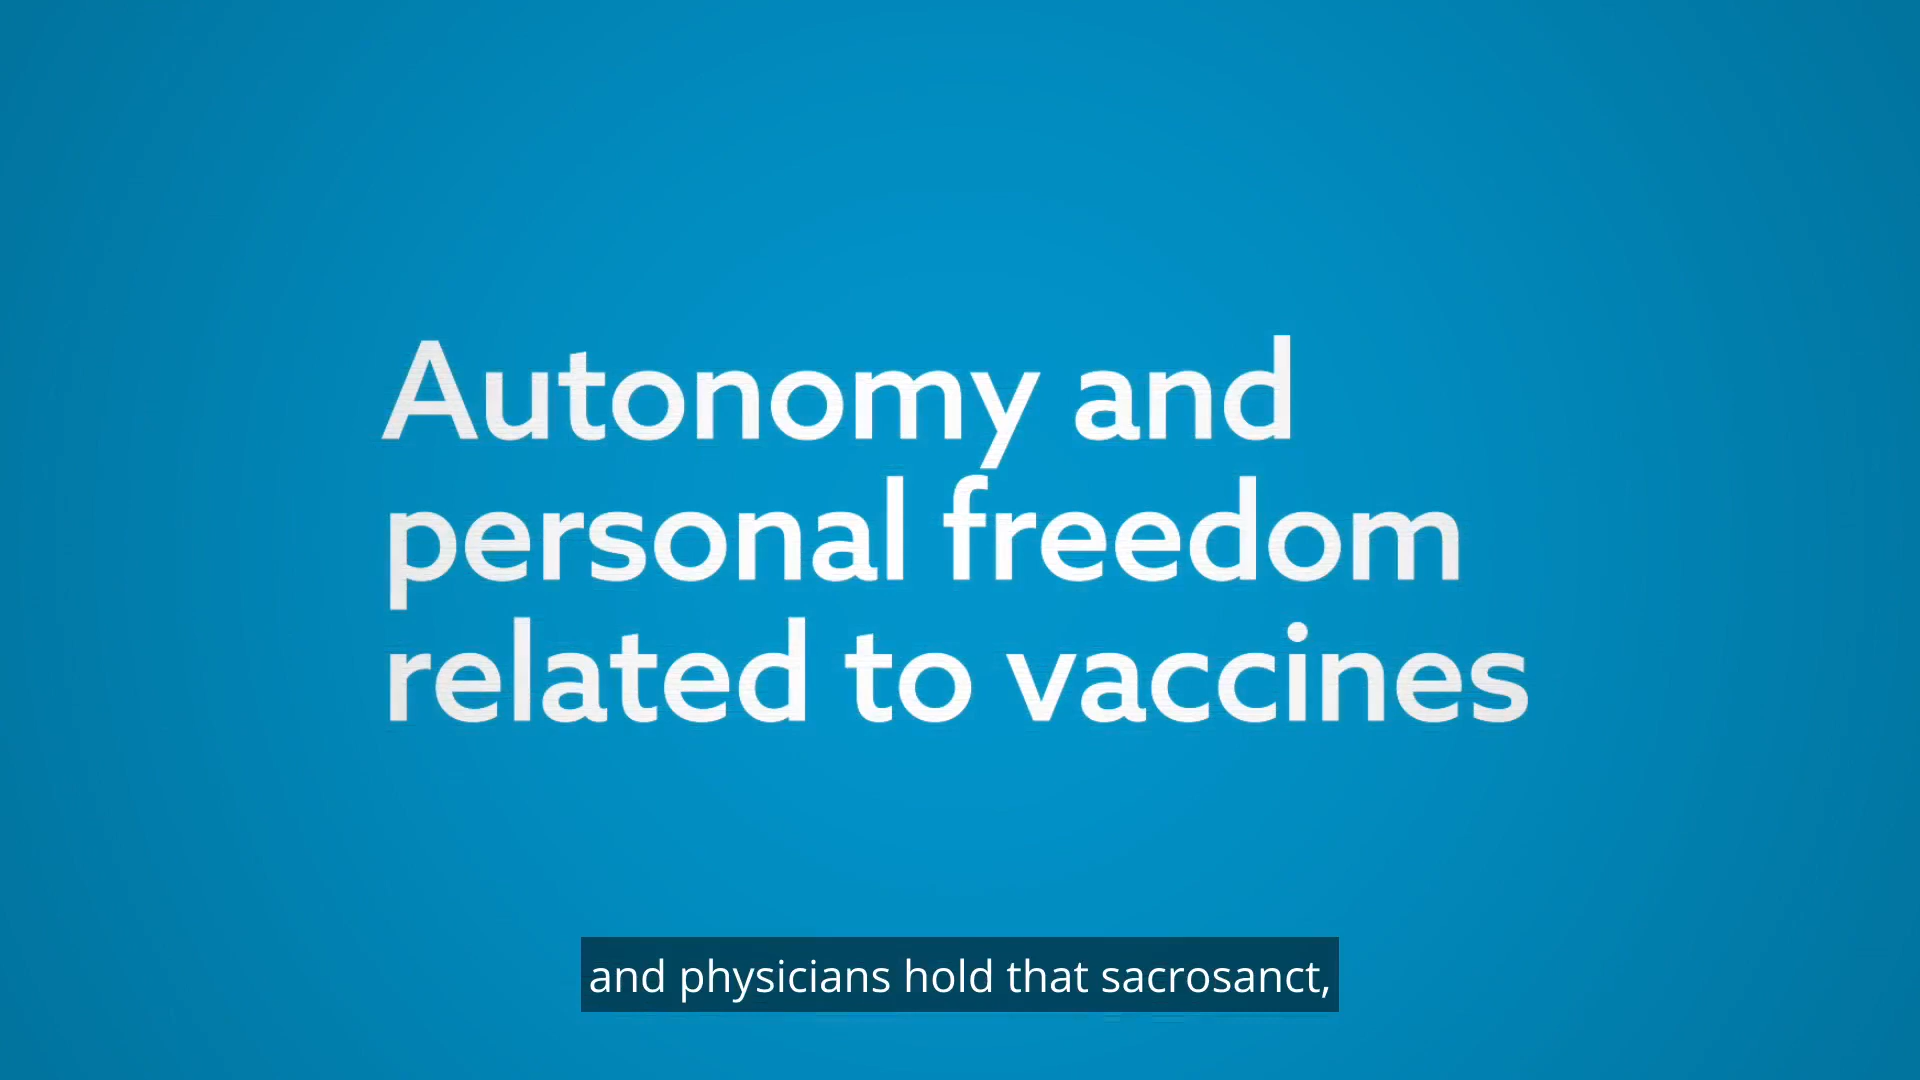 Autonomy and
personal freedom
related to vaccines
and physicians hold that sacrosanct,